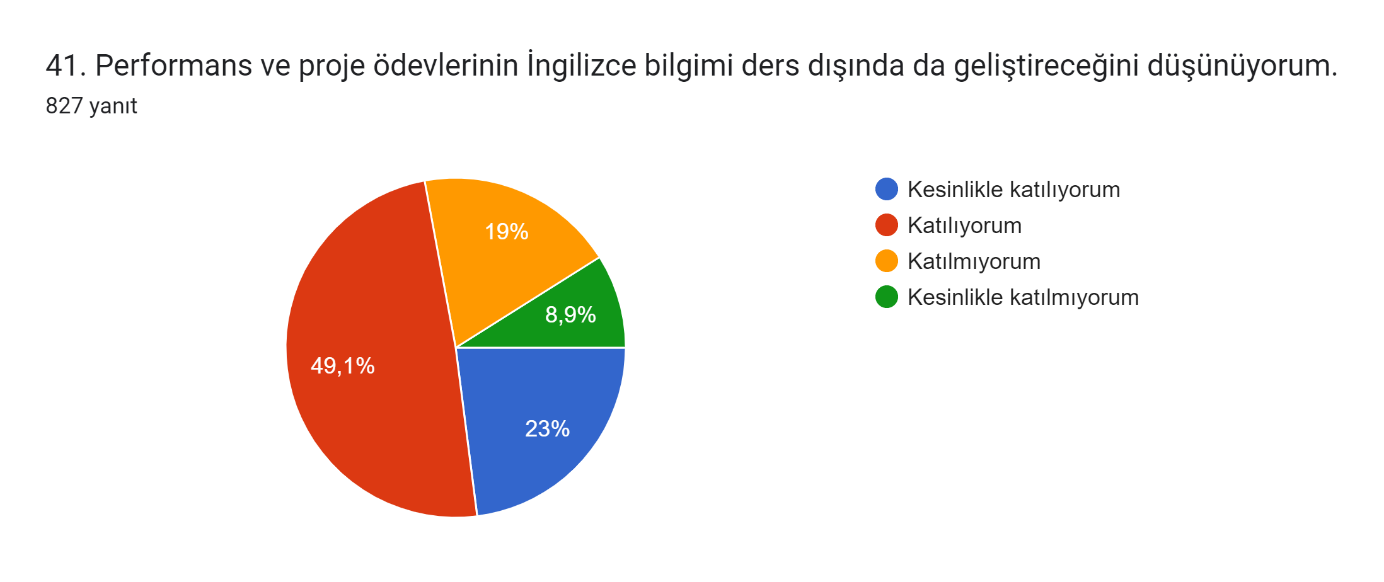 41. Performans ve proje ödevlerinin İngilizce bilgimi ders dışında da geliştireceğini düşünüyorum.
827 yanıt
Kesinlikle katılıyorum
Katılıyorum
Katılmıyorum
Kesinlikle katılmıyorum
19%
8,9%
49,1%
23%